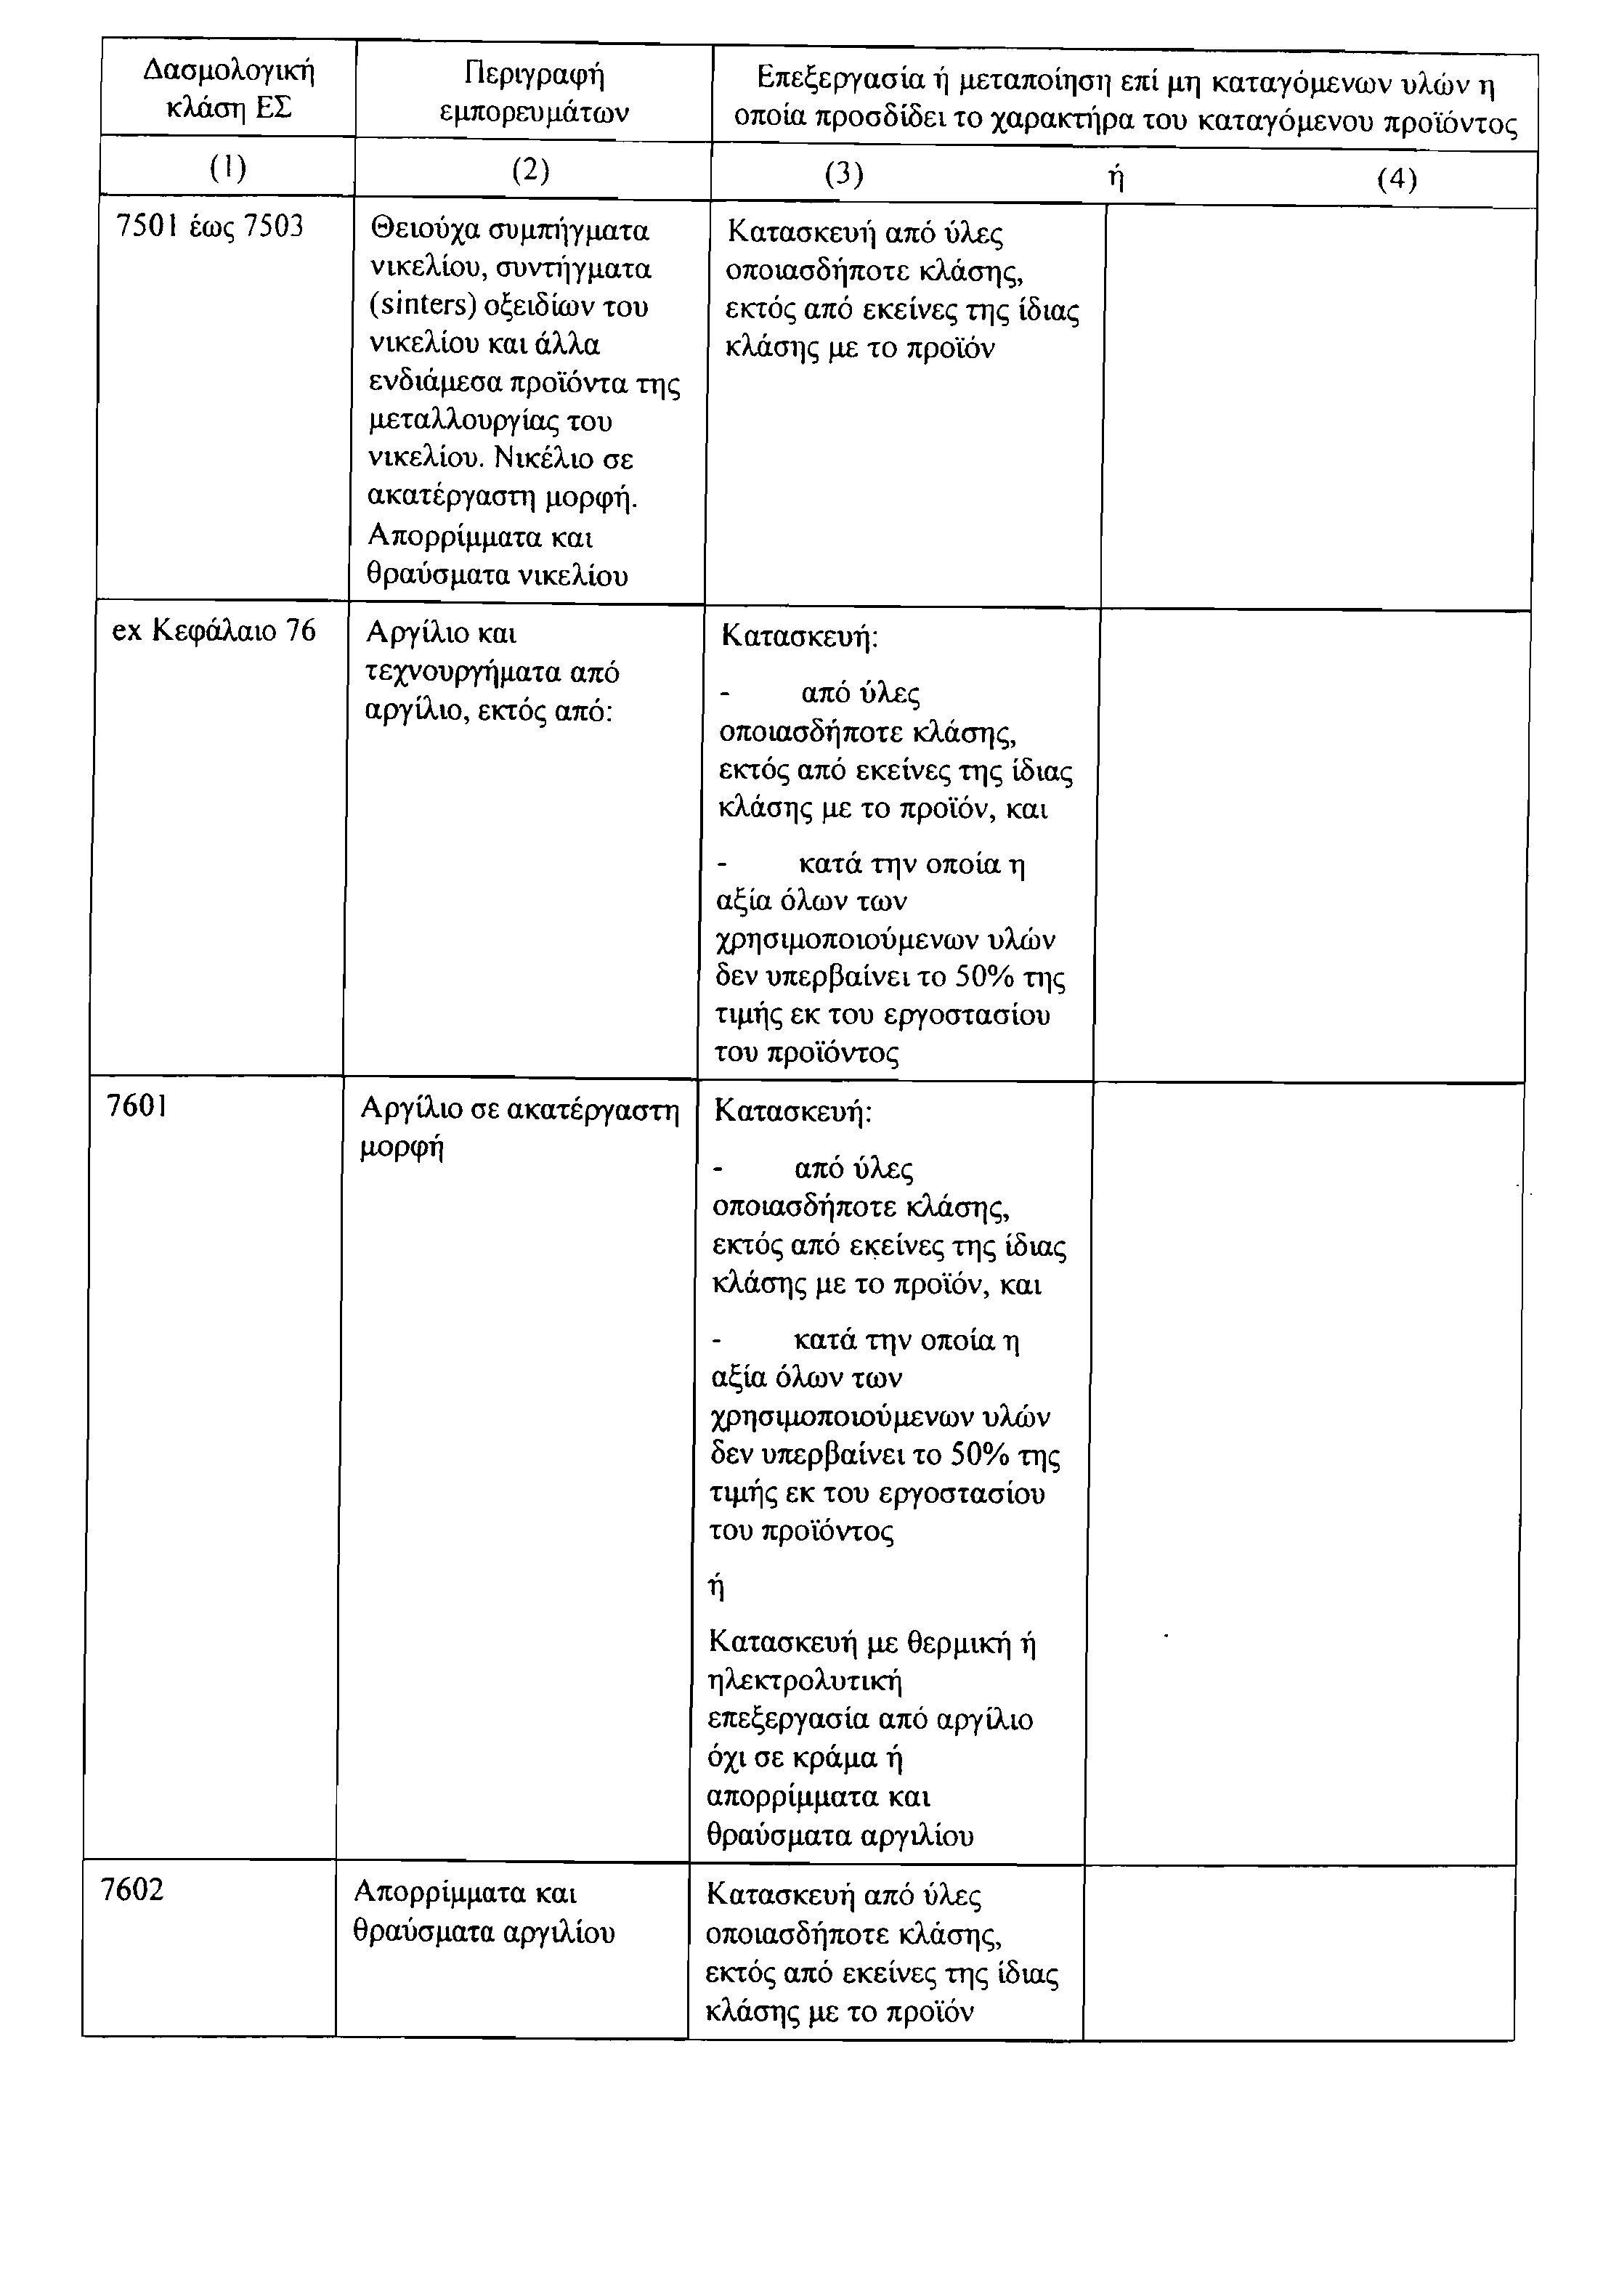 Δασμολογική
κλάση ΕΣ
Περιγραφή
εμπορευμάτων
Επεξεργασία ή μεταποίηση επί μη καταγόμενων υλών η
οποία προσδίδει το χαρακτήρα του καταγόμενου προϊόντος
(1)
(2)
(3) ή (4)
7501 έως 7503
Θειούχα συμπήγματα
νικελίου, συντήγματα
(sinters) οξειδίων του
νικελίου και άλλα
ενδιάμεσα προϊόντα της
μεταλλουργίας του
νικελίου. Νικέλιο σε
ακατέργαστη μορφή.
Απορρίμματα και
θραύσματα νικελίου
Κατασκευή από ύλες
οποιασδήποτε κλάσης,
εκτός από εκείνες της ίδιας
κλάσης με το προϊόν
ex Κεφάλαιο 76
Αργίλιο και
τεχνουργήματα από
αργίλιο, εκτός από:
Κατασκευή:
- από ύλες
οποιασδήποτε κλάσης,
εκτός από εκείνες της ίδιας
κλάσης με το προϊόν, και
- κατά την οποία η
αξία όλων των
χρησιμοποιούμενων υλών
δεν υπερβαίνει το 50% της
τιμής εκ του εργοστασίου
του προϊόντος
7601
Αργίλιο σε ακατέργαστη
μορφή
Κατασκευή:
- από ύλες
οποιασδήποτε κλάσης,
εκτός από εκείνες της ίδιας
κλάσης με το προϊόν, και
- κατά την οποία η
αξία όλων των
χρησιμοποιούμενων υλών
δεν υπερβαίνει το 50% της
τιμής εκ του εργοστασίου
του προϊόντος
ή
Κατασκευή με θερμική ή
ηλεκτρολυτική
επεξεργασία από αργίλιο
όχι σε κράμα ή
απορρίμματα και
θραύσματα αργιλίου
7602
Απορρίμματα και
θραύσματα αργιλίου
Κατασκευή από ύλες
οποιασδήποτε κλάσης,
εκτός από εκείνες της ίδιας
κλάσης με το προϊόν